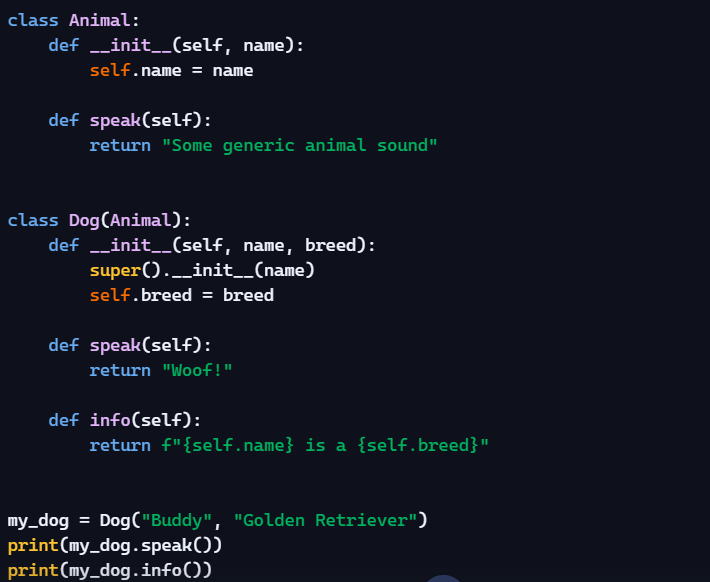 class Animal:
    def __init__(self, name):
        self.name = name

    def speak(self):
        return "Some generic animal sound"


class Dog(Animal):
    def __init__(self, name, breed):
        super().__init__(name)
        self.breed = breed

    def speak(self):
        return "Woof!"

    def info(self):
        return f"{self.name} is a {self.breed}"


my_dog = Dog("Buddy", "Golden Retriever")
print(my_dog.speak())
print(my_dog.info())